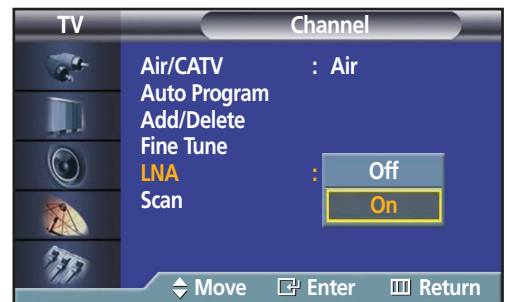 TV Channel
Air/CATV : Air
Auto Program
Add/Delete
Fine Tune
LNA : Off
On
Scan
Move Enter Return